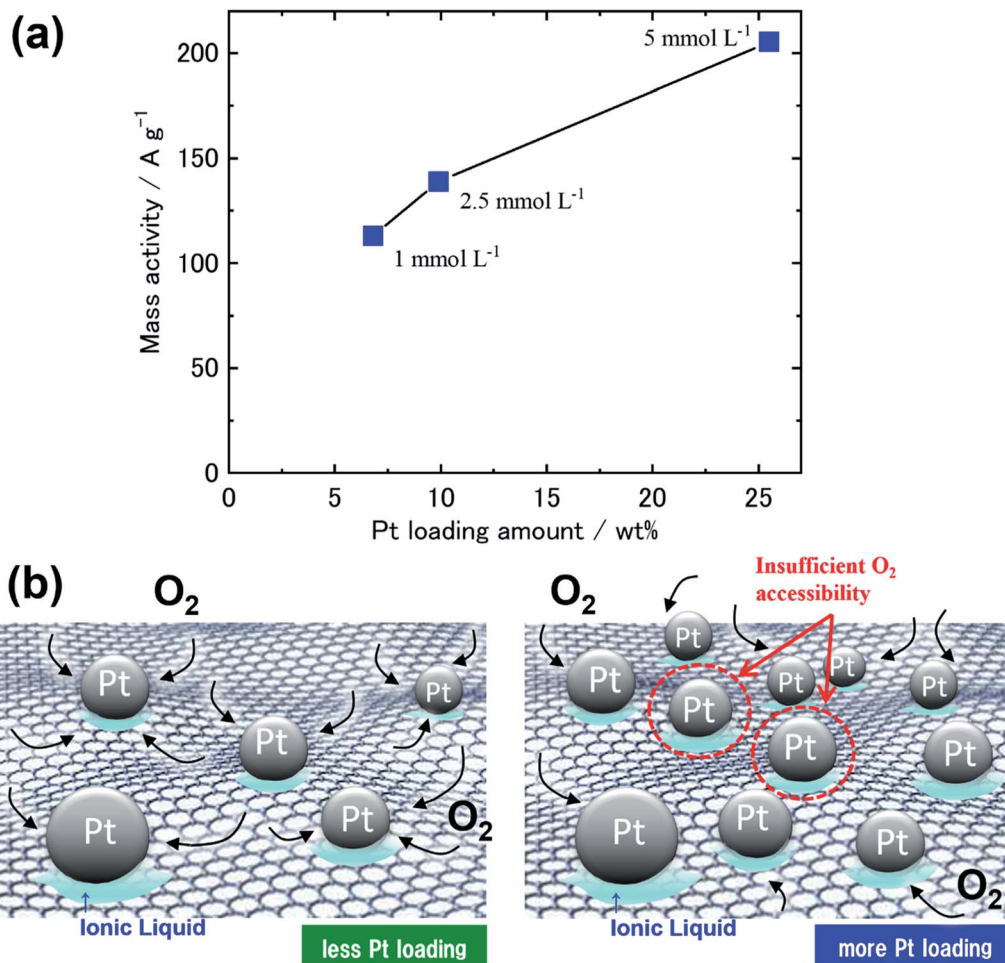 (a)
200
150
100
50
0
Mass activity / A g⁻¹
5 mmol L⁻¹
2.5 mmol L⁻¹
1 mmol L⁻¹
0 5 10 15 20 25
Pt loading amount / wt%
(b)
O₂
Pt
Pt
Pt
Pt
Pt
O₂
Ionic Liquid
less Pt loading
Insufficient O₂
accessibility
O₂
Pt
Pt
Pt
Pt
Pt
Pt
Pt
Pt
Pt
Pt
Pt
O₂
Ionic Liquid
more Pt loading